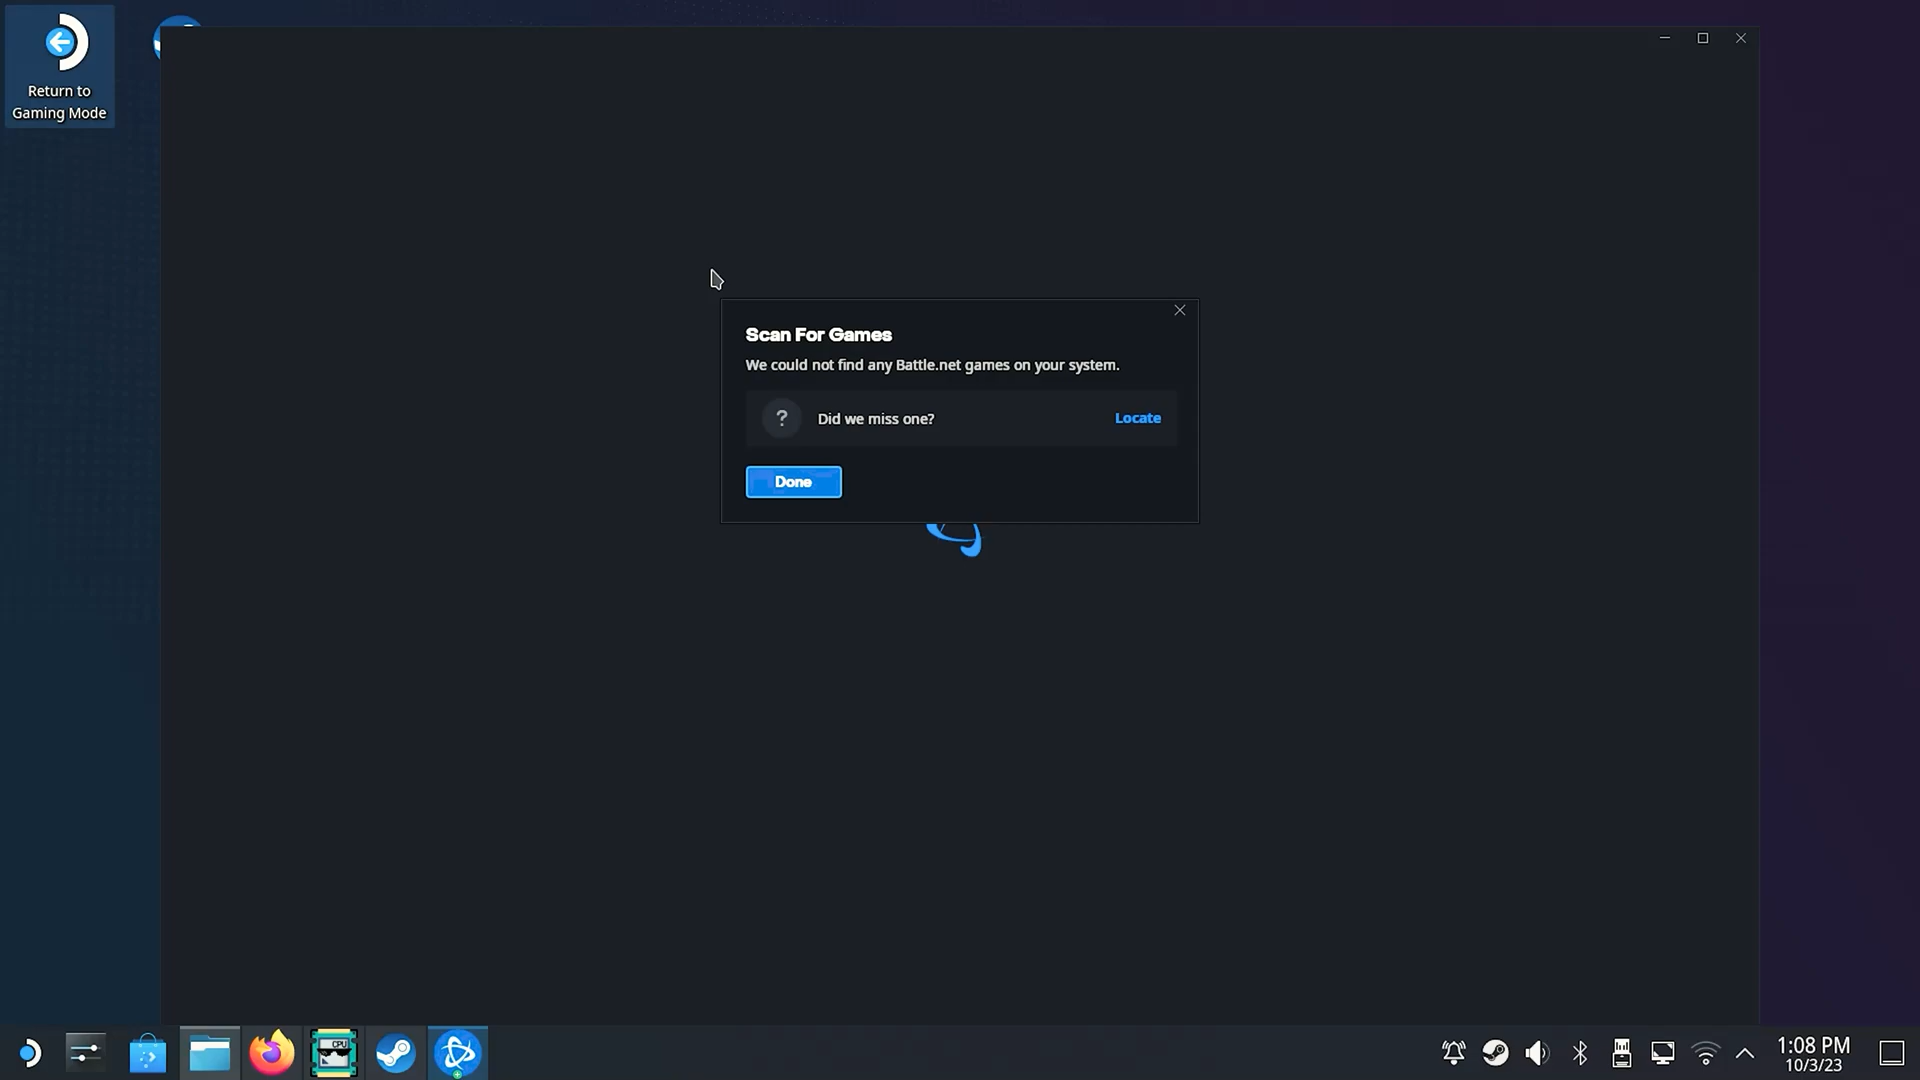 Return to
Gaming Mode
Scan For Games
We could not find any Battle.net games on your system.
?
Did we miss one?
Locate
Done
CPU
1:08 PM
10/3/23